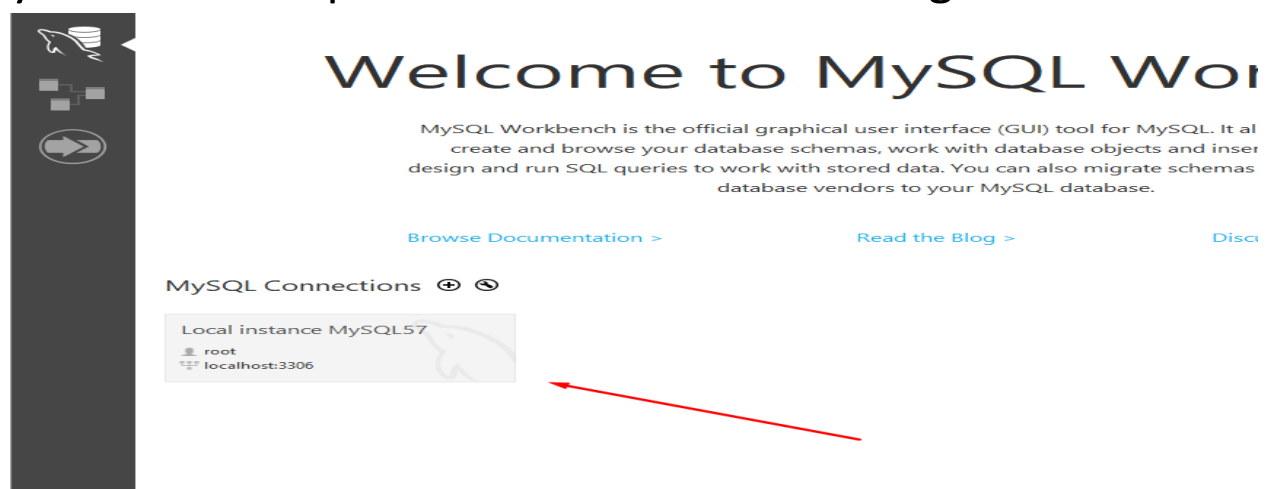 Welcome to MySQL Wor
MySQL Workbench is the official graphical user interface (GUI) tool for MySQL. It al
create and browse your database schemas, work with database objects and inser
design and run SQL queries to work with stored data. You can also migrate schemas
database vendors to your MySQL database.
Browse Documentation > Read the Blog > Discu
MySQL Connections
Local instance MySQL57
root
localhost:3306